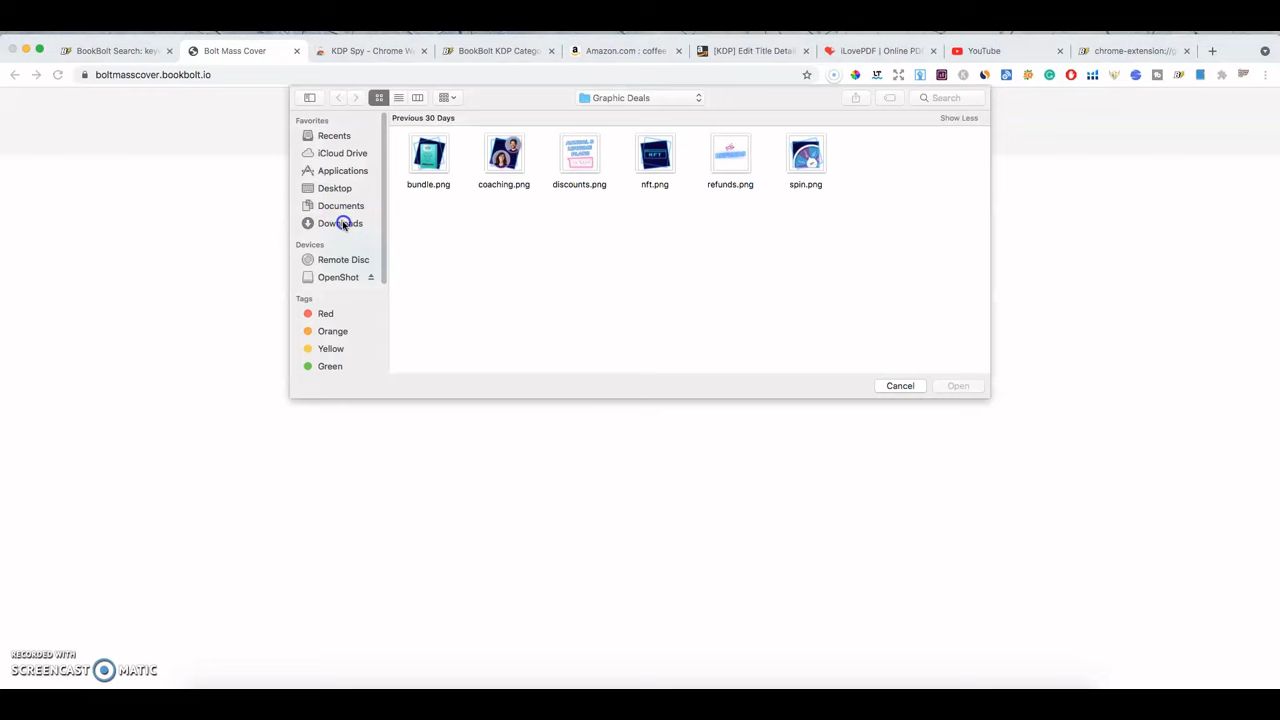 BookBolt Search: key
Bolt Mass Cover
KDP Spy - Chrome W
BookBolt KDP Catego
Amazon.com : coffee
[KDP] Edit Title Detai
iLovePDF | Online PD
YouTube
chrome-extension://g
boltmasscover.bookbolt.io
Graphic Deals
Search
Favorites
Recents
iCloud Drive
Applications
Desktop
Documents
Downloads
Devices
Remote Disc
OpenShot
Tags
Red
Orange
Yellow
Green
Previous 30 Days
Show Less
NFT
bundle.png
coaching.png
discounts.png
nft.png
refunds.png
spin.png
Cancel
Open
RECORDED WITH
SCREENCAST MATIC